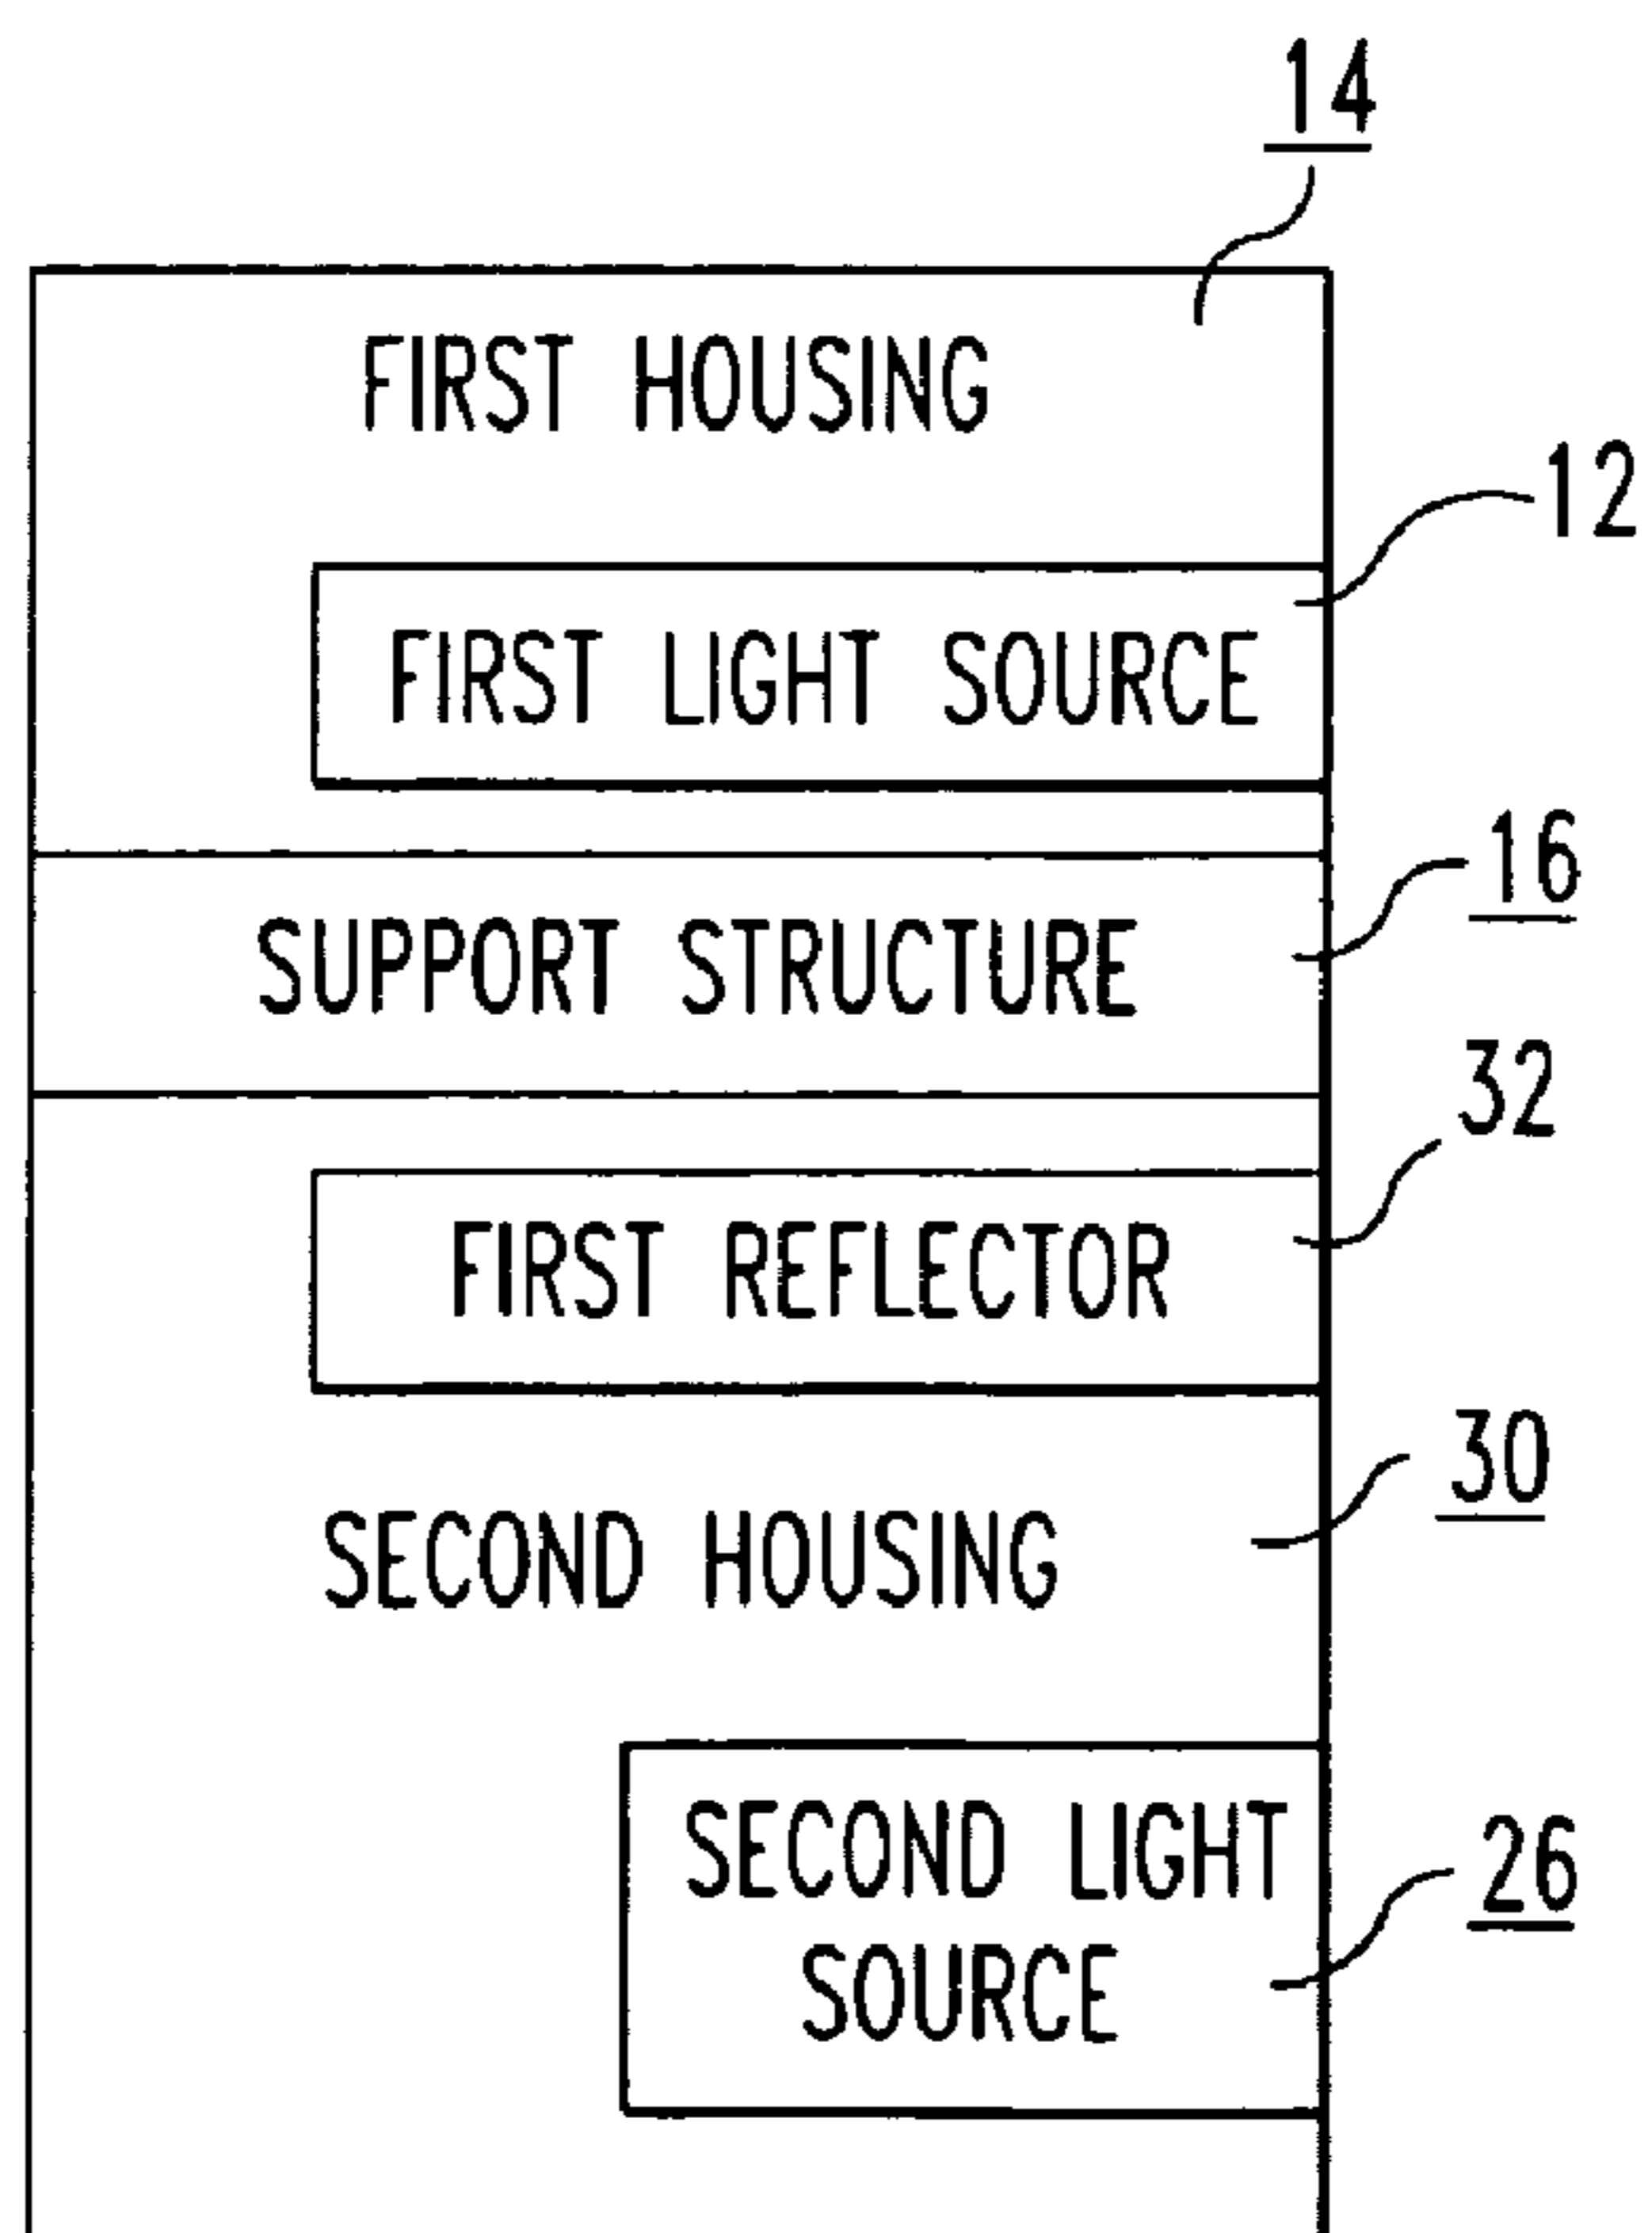 14
FIRST HOUSING
12
FIRST LIGHT SOURCE
16
SUPPORT STRUCTURE
32
FIRST REFLECTOR
30
SECOND HOUSING
SECOND LIGHT
26
SOURCE